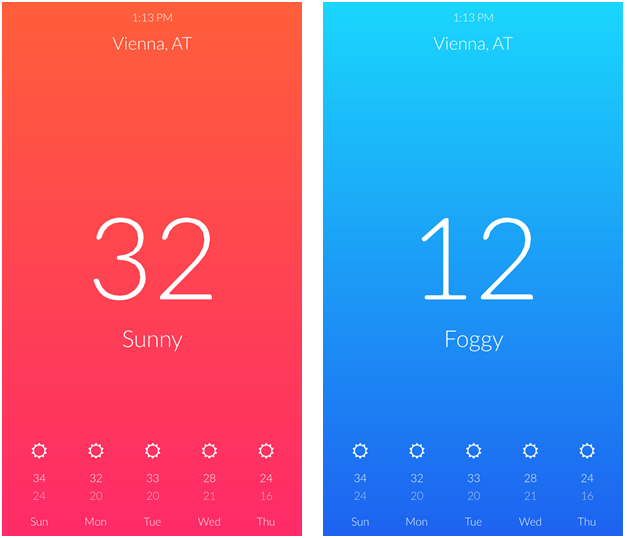 1:13 PM
Vienna, AT
32
Sunny
34 32 33 28 24
24 20 20 21 16
Sun Mon Tue Wed Thu
1:13 PM
Vienna, AT
12
Foggy
34 32 33 28 24
24 20 20 21 16
Sun Mon Tue Wed Thu